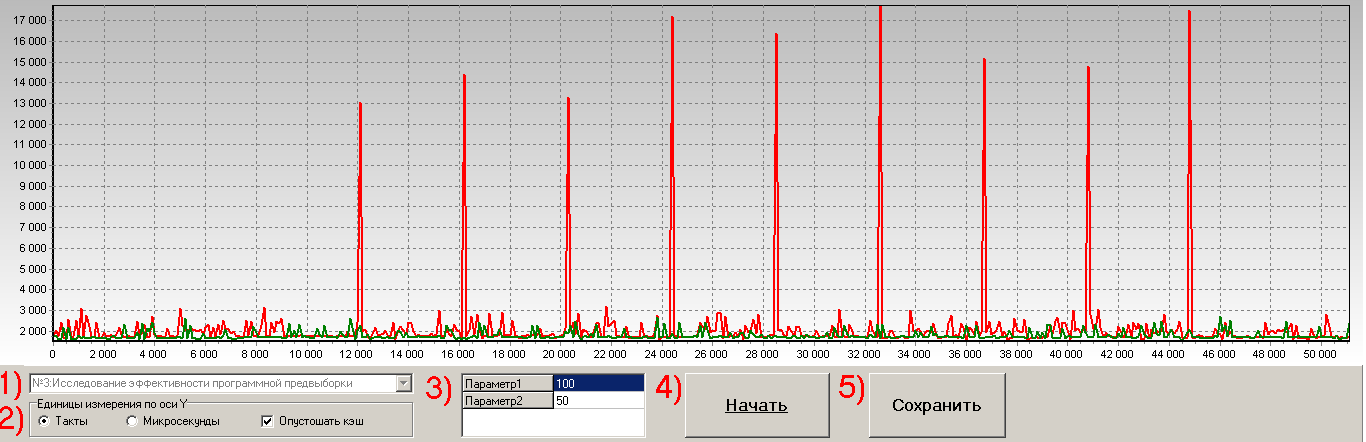 17 000
16 000
15 000
14 000
13 000
12 000
11 000
10 000
9 000
8 000
7 000
6 000
5 000
4 000
3 000
2 000
0 2 000 4 000 6 000 8 000 10 000 12 000 14 000 16 000 18 000 20 000 22 000 24 000 26 000 28 000 30 000 32 000 34 000 36 000 38 000 40 000 42 000 44 000 46 000 48 000 50 000
1) №3:Исследование эффективности программной предвыборки
2) Единицы измерения по оси Y
Такты Микросекунды Опустошать кэш
3) Параметр1 100
Параметр2 50
4) Начать
5) Сохранить